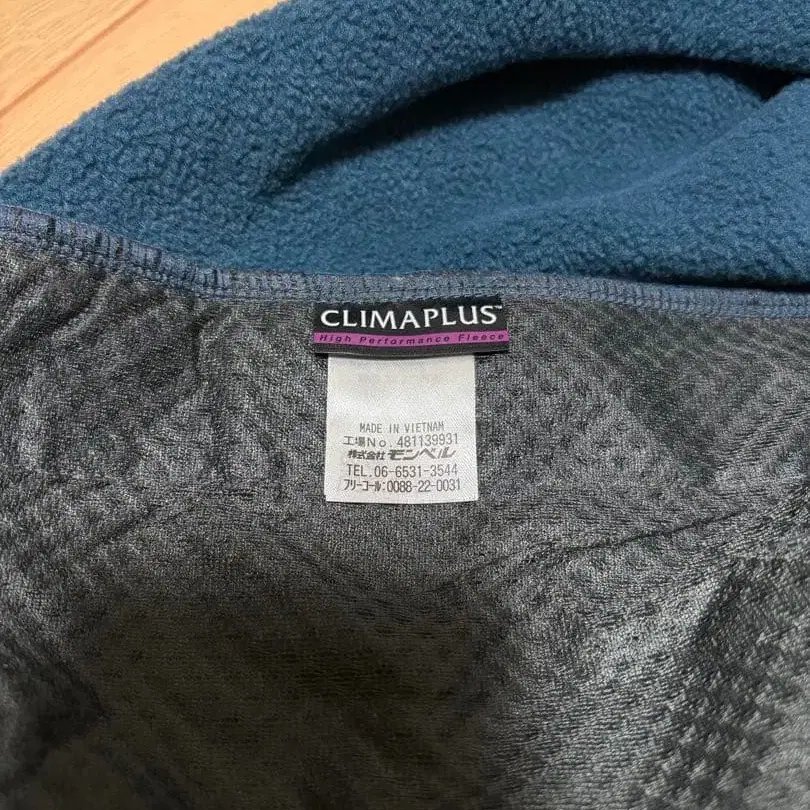 CLIMAPLUS™
High Performance Fleece
MADE IN VIETNAM
工場No. 481139931
株式会社 モンベル
TEL.06-6531-3544
フリーコール:0088-22-0031